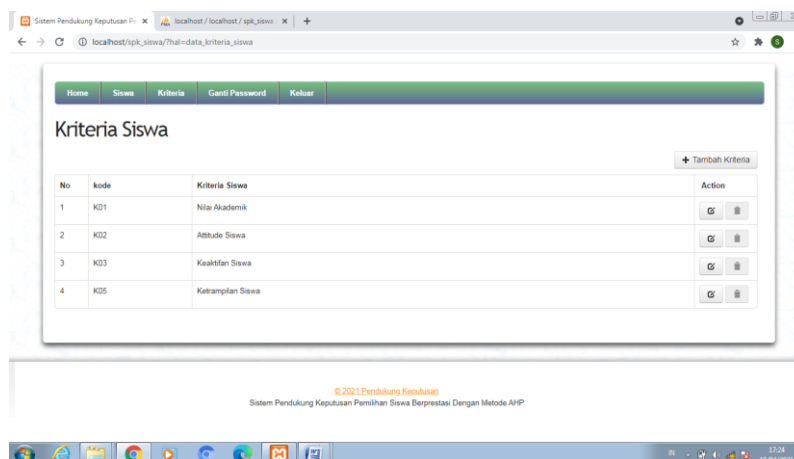 Sistem Pendukung Keputusan Pe
localhost / localhost / spk_siswa
localhost/spk_siswa/?hal=data_kriteria_siswa
S
Home Siswa Kriteria Ganti Password Keluar
Kriteria Siswa
Tambah Kriteria
No kode Kriteria Siswa Action
1 K01 Nilai Akademik
2 K02 Attitude Siswa
3 K03 Keaktifan Siswa
4 K05 Ketrampilan Siswa
© 2021 Pendukung Keputusan
Sistem Pendukung Keputusan Pemilihan Siswa Berprestasi Dengan Metode AHP
IN 17:24